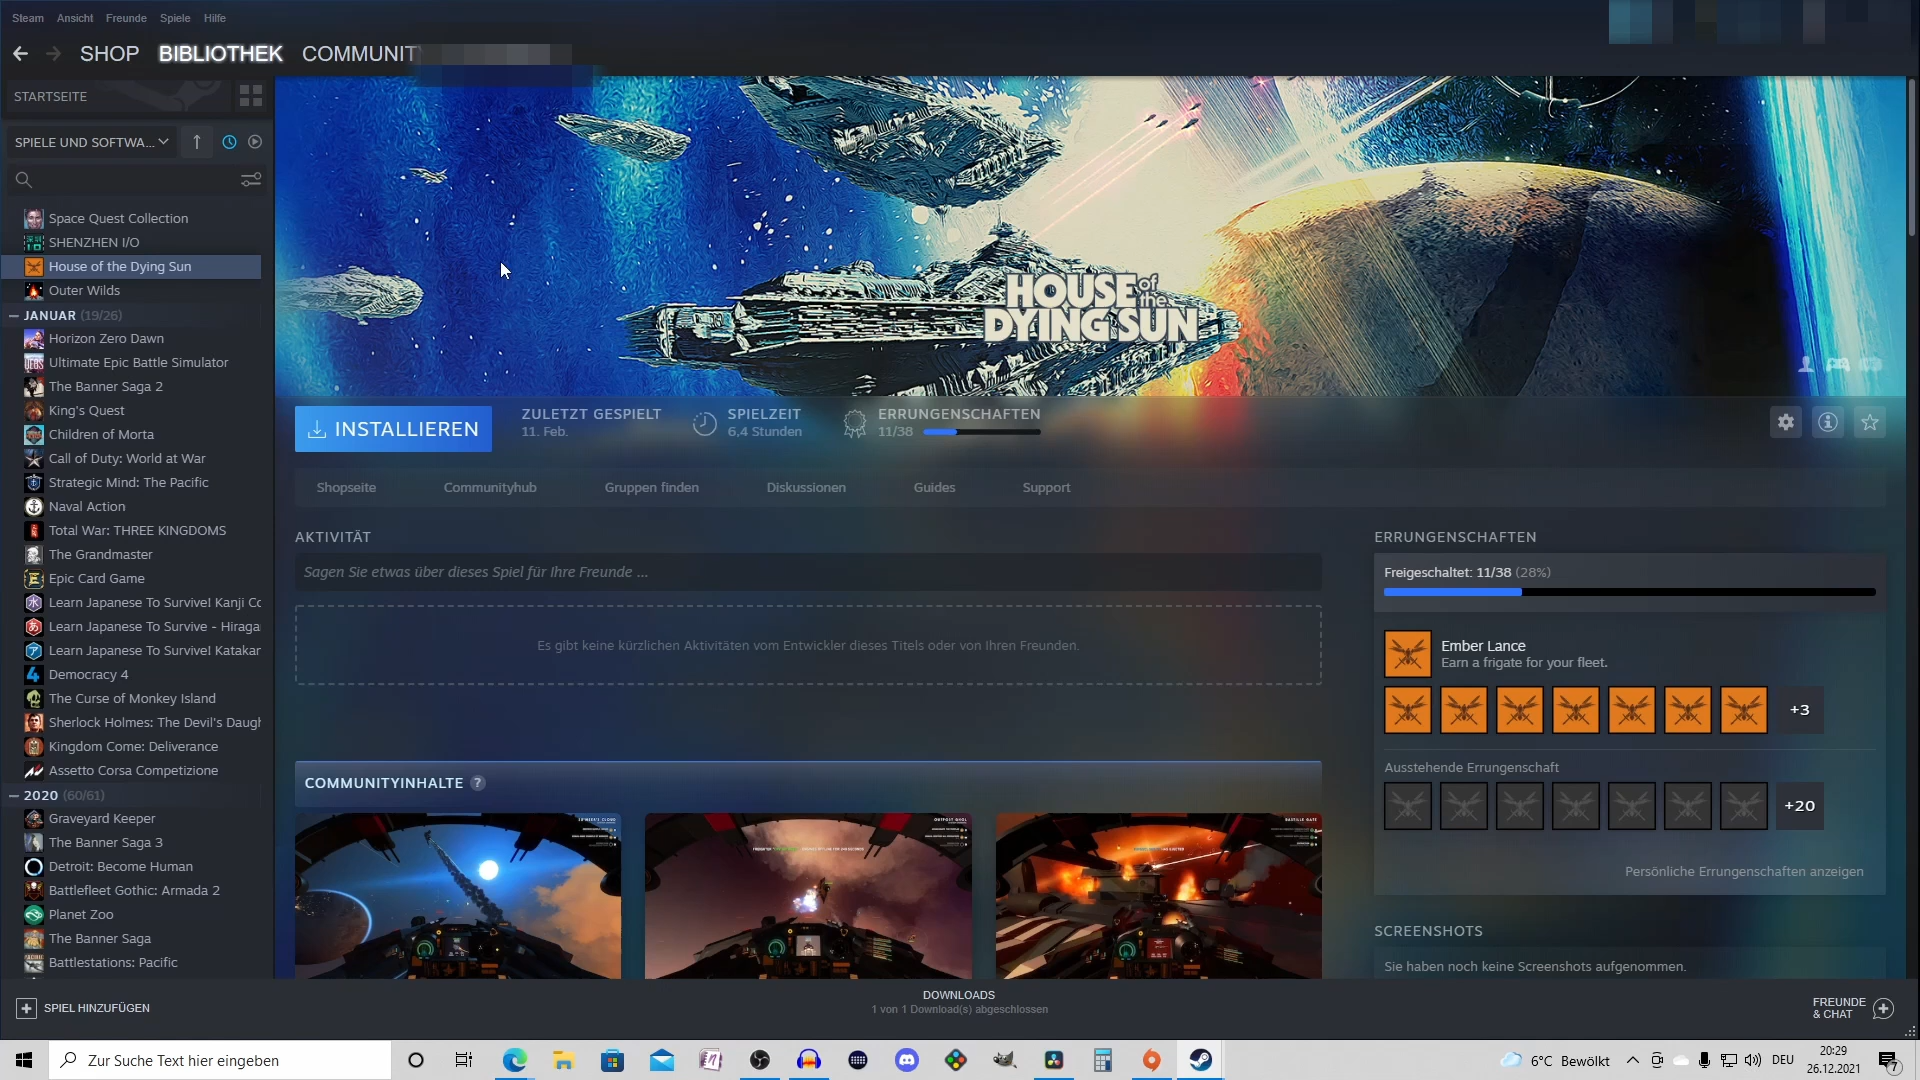 Steam Ansicht Freunde Spiele Hilfe
SHOP BIBLIOTHEK COMMUNIT
STARTSEITE
SPIELE UND SOFTWA...
Space Quest Collection
SHENZHEN I/O
House of the Dying Sun
Outer Wilds
JANUAR (19/26)
Horizon Zero Dawn
Ultimate Epic Battle Simulator
The Banner Saga 2
King's Quest
Children of Morta
Call of Duty: World at War
Strategic Mind: The Pacific
Naval Action
Total War: THREE KINGDOMS
The Grandmaster
Epic Card Game
Learn Japanese To Survive! Kanji Co
Learn Japanese To Survive - Hiraga
Learn Japanese To Survive! Katakar
Democracy 4
The Curse of Monkey Island
Sherlock Holmes: The Devil's Daugh
Kingdom Come: Deliverance
Assetto Corsa Competizione
2020 (60/61)
Graveyard Keeper
The Banner Saga 3
Detroit: Become Human
Battlefleet Gothic: Armada 2
Planet Zoo
The Banner Saga
Battlestations: Pacific
SPIEL HINZUFÜGEN
HOUSE of the
DYING SUN
INSTALLIEREN
ZULETZT GESPIELT
11. Feb.
SPIELZEIT
6,4 Stunden
ERRUNGENSCHAFTEN
11/38
Shopseite Communityhub Gruppen finden Diskussionen Guides Support
AKTIVITÄT
Sagen Sie etwas über dieses Spiel für Ihre Freunde ...
Es gibt keine kürzlichen Aktivitäten vom Entwickler dieses Titels oder von Ihren Freunden.
COMMUNITYINHALTE ?
ERRUNGENSCHAFTEN
Freigeschaltet: 11/38 (28%)
Ember Lance
Earn a frigate for your fleet.
+3
Ausstehende Errungenschaft
+20
Persönliche Errungenschaften anzeigen
SCREENSHOTS
Sie haben noch keine Screenshots aufgenommen.
DOWNLOADS
1 von 1 Download(s) abgeschlossen
FREUNDE
& CHAT
Zur Suche Text hier eingeben
6°C Bewölkt
DEU
20:29
26.12.2021
7